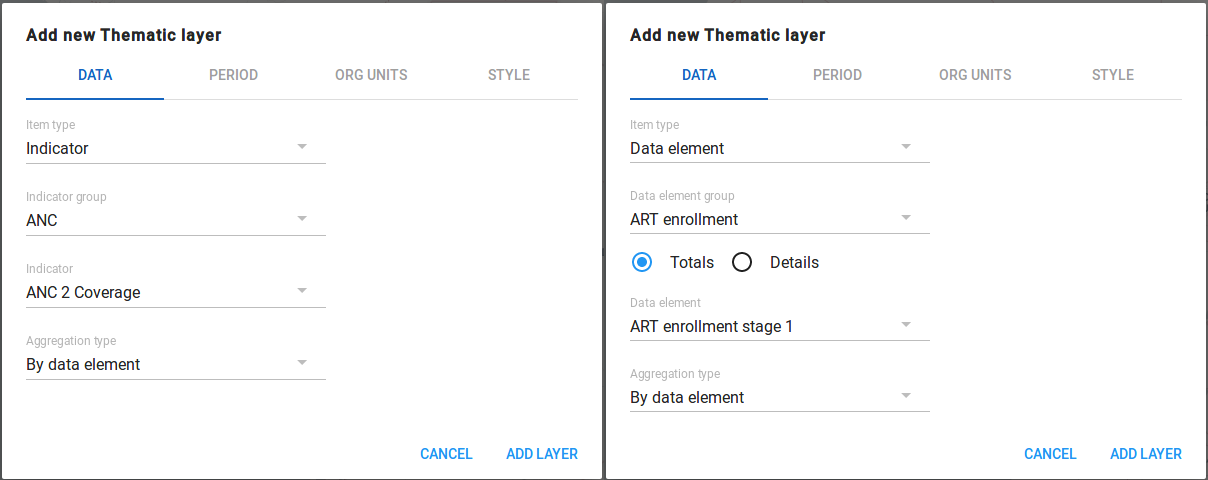 Add new Thematic layer
DATA PERIOD ORG UNITS STYLE
Item type
Indicator
Indicator group
ANC
Indicator
ANC 2 Coverage
Aggregation type
By data element
CANCEL ADD LAYER
Add new Thematic layer
DATA PERIOD ORG UNITS STYLE
Item type
Data element
Data element group
ART enrollment
Totals Details
Data element
ART enrollment stage 1
Aggregation type
By data element
CANCEL ADD LAYER